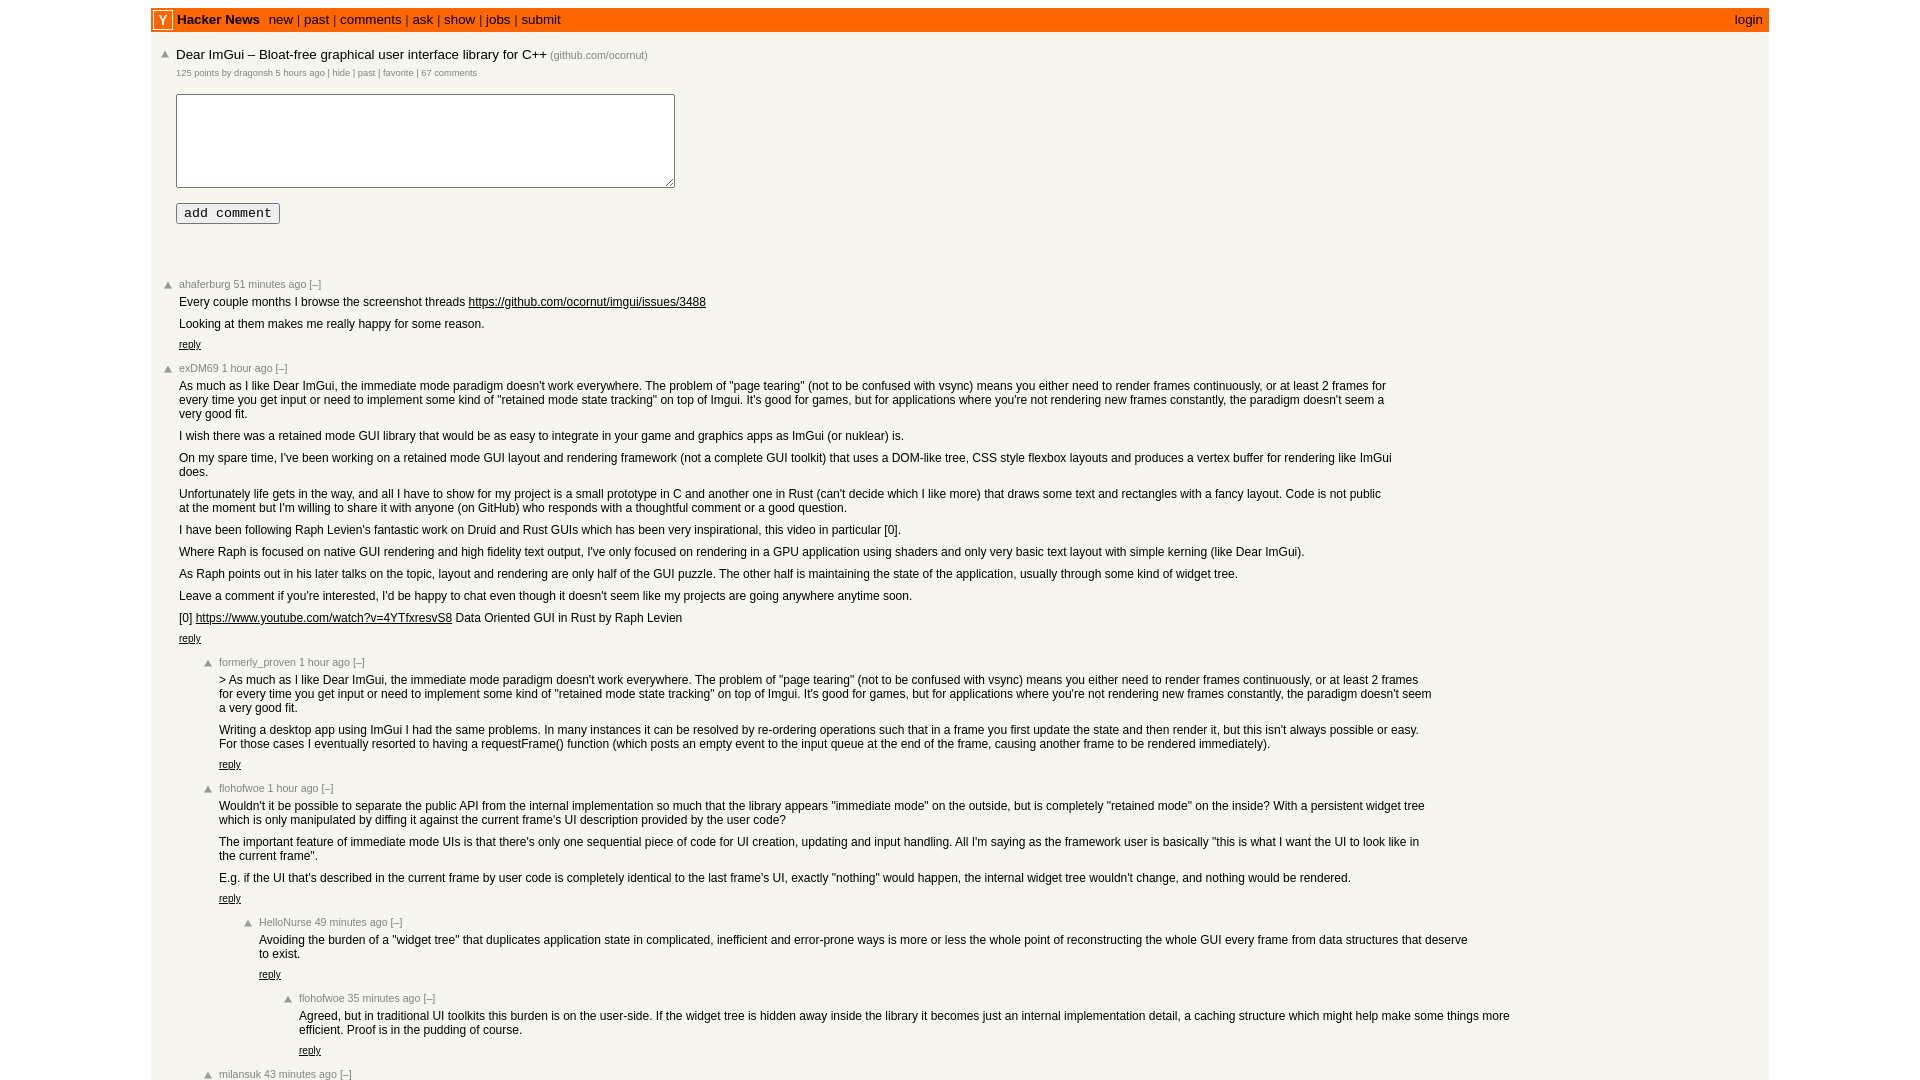 Y Hacker News new | past | comments | ask | show | jobs | submit login
Dear ImGui – Bloat-free graphical user interface library for C++ (github.com/ocornut)
125 points by dragonsh 5 hours ago | hide | past | favorite | 67 comments
add comment
ahaferburg 51 minutes ago [–]
Every couple months I browse the screenshot threads https://github.com/ocornut/imgui/issues/3488
Looking at them makes me really happy for some reason.
reply
exDM69 1 hour ago [–]
As much as I like Dear ImGui, the immediate mode paradigm doesn't work everywhere. The problem of "page tearing" (not to be confused with vsync) means you either need to render frames continuously, or at least 2 frames for
every time you get input or need to implement some kind of "retained mode state tracking" on top of Imgui. It's good for games, but for applications where you're not rendering new frames constantly, the paradigm doesn't seem a
very good fit.
I wish there was a retained mode GUI library that would be as easy to integrate in your game and graphics apps as ImGui (or nuklear) is.
On my spare time, I've been working on a retained mode GUI layout and rendering framework (not a complete GUI toolkit) that uses a DOM-like tree, CSS style flexbox layouts and produces a vertex buffer for rendering like ImGui
does.
Unfortunately life gets in the way, and all I have to show for my project is a small prototype in C and another one in Rust (can't decide which I like more) that draws some text and rectangles with a fancy layout. Code is not public
at the moment but I'm willing to share it with anyone (on GitHub) who responds with a thoughtful comment or a good question.
I have been following Raph Levien's fantastic work on Druid and Rust GUIs which has been very inspirational, this video in particular [0].
Where Raph is focused on native GUI rendering and high fidelity text output, I've only focused on rendering in a GPU application using shaders and only very basic text layout with simple kerning (like Dear ImGui).
As Raph points out in his later talks on the topic, layout and rendering are only half of the GUI puzzle. The other half is maintaining the state of the application, usually through some kind of widget tree.
Leave a comment if you're interested, I'd be happy to chat even though it doesn't seem like my projects are going anywhere anytime soon.
[0] https://www.youtube.com/watch?v=4YTfxresvS8 Data Oriented GUI in Rust by Raph Levien
reply
formerly_proven 1 hour ago [–]
> As much as I like Dear ImGui, the immediate mode paradigm doesn't work everywhere. The problem of "page tearing" (not to be confused with vsync) means you either need to render frames continuously, or at least 2 frames
for every time you get input or need to implement some kind of "retained mode state tracking" on top of Imgui. It's good for games, but for applications where you're not rendering new frames constantly, the paradigm doesn't seem
a very good fit.
Writing a desktop app using ImGui I had the same problems. In many instances it can be resolved by re-ordering operations such that in a frame you first update the state and then render it, but this isn't always possible or easy.
For those cases I eventually resorted to having a requestFrame() function (which posts an empty event to the input queue at the end of the frame, causing another frame to be rendered immediately).
reply
flohofwoe 1 hour ago [–]
Wouldn't it be possible to separate the public API from the internal implementation so much that the library appears "immediate mode" on the outside, but is completely "retained mode" on the inside? With a persistent widget tree
which is only manipulated by diffing it against the current frame's UI description provided by the user code?
The important feature of immediate mode UIs is that there's only one sequential piece of code for UI creation, updating and input handling. All I'm saying as the framework user is basically "this is what I want the UI to look like in
the current frame".
E.g. if the UI that's described in the current frame by user code is completely identical to the last frame's UI, exactly "nothing" would happen, the internal widget tree wouldn't change, and nothing would be rendered.
reply
HelloNurse 49 minutes ago [–]
Avoiding the burden of a "widget tree" that duplicates application state in complicated, inefficient and error-prone ways is more or less the whole point of reconstructing the whole GUI every frame from data structures that deserve
to exist.
reply
flohofwoe 35 minutes ago [–]
Agreed, but in traditional UI toolkits this burden is on the user-side. If the widget tree is hidden away inside the library it becomes just an internal implementation detail, a caching structure which might help make some things more
efficient. Proof is in the pudding of course.
reply
milansuk 43 minutes ago [–]